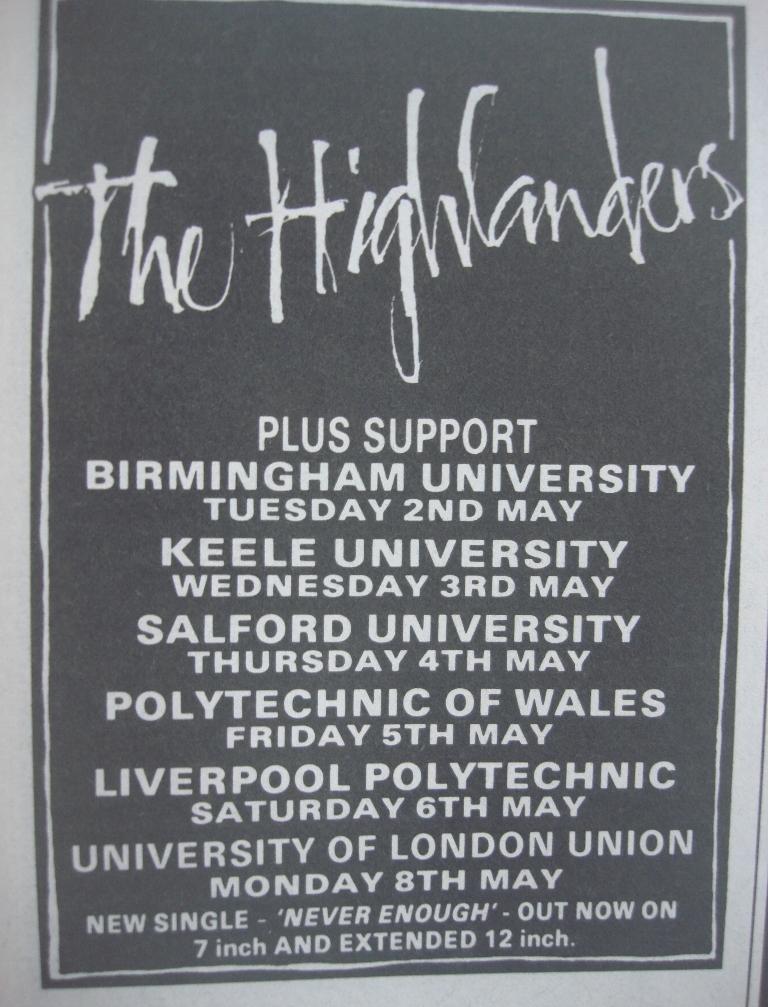 The Highlanders
PLUS SUPPORT
BIRMINGHAM UNIVERSITY
TUESDAY 2ND MAY
KEELE UNIVERSITY
WEDNESDAY 3RD MAY
SALFORD UNIVERSITY
THURSDAY 4TH MAY
POLYTECHNIC OF WALES
FRIDAY 5TH MAY
LIVERPOOL POLYTECHNIC
SATURDAY 6TH MAY
UNIVERSITY OF LONDON UNION
MONDAY 8TH MAY
NEW SINGLE - 'NEVER ENOUGH' - OUT NOW ON
7 inch AND EXTENDED 12 inch.